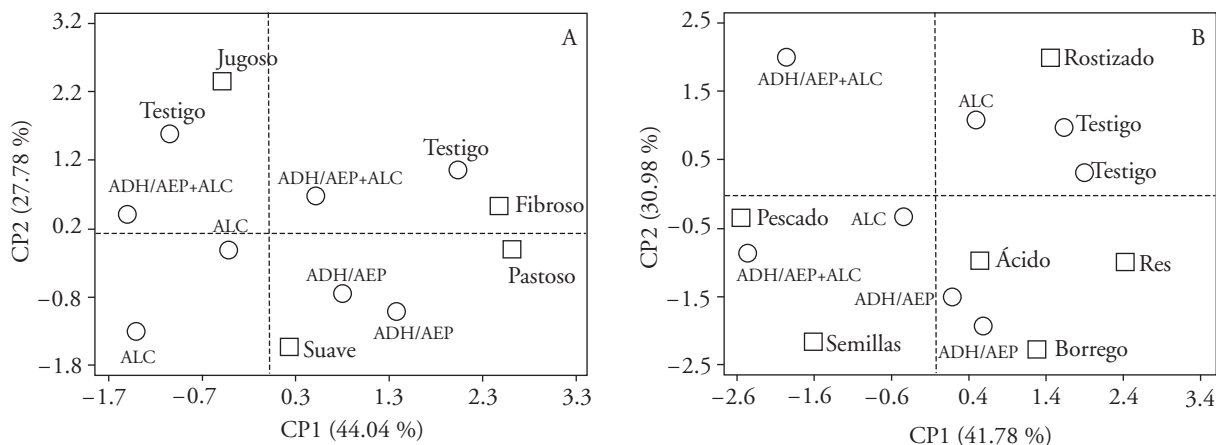 A
3.2
2.2
1.2
0.2
−0.8
−1.8
CP2 (27.78 %)
Jugoso
Testigo
Testigo
ADH/AEP+ALC
ADH/AEP+ALC
Fibroso
ALC
Pastoso
ADH/AEP
ADH/AEP
ALC
Suave
−1.7 −0.7 0.3 1.3 2.3 3.3
CP1 (44.04 %)
B
2.5
1.5
0.5
−0.5
−1.5
−2.5
CP2 (30.98 %)
Rostizado
ADH/AEP+ALC
ALC
Testigo
Testigo
Pescado
ALC
Ácido
Res
ADH/AEP+ALC
ADH/AEP
Semillas
ADH/AEP
Borrego
−2.6 −1.6 −0.6 0.4 1.4 2.4 3.4
CP1 (41.78 %)